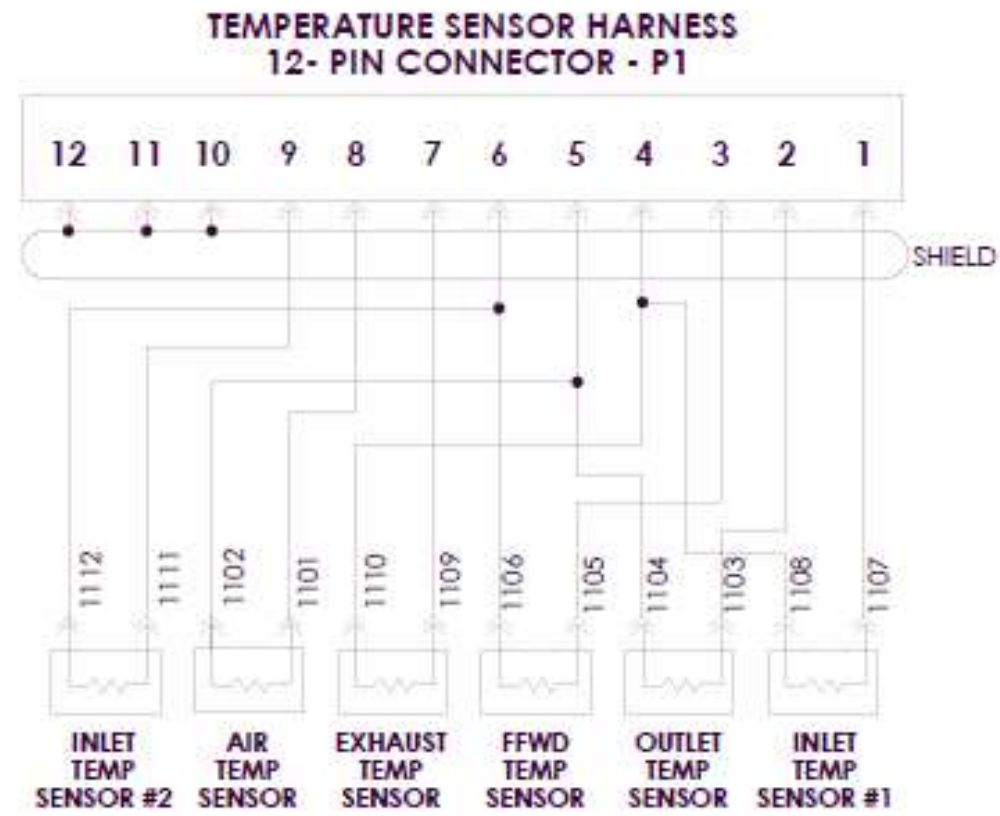 TEMPERATURE SENSOR HARNESS
12- PIN CONNECTOR - P1
12 11 10 9 8 7 6 5 4 3 2 1
SHIELD
1112 1111 1102 1101 1110 1109 1106 1105 1104 1103 1108 1107
INLET TEMP SENSOR #2
AIR TEMP SENSOR
EXHAUST TEMP SENSOR
FFWD TEMP SENSOR
OUTLET TEMP SENSOR
INLET TEMP SENSOR #1